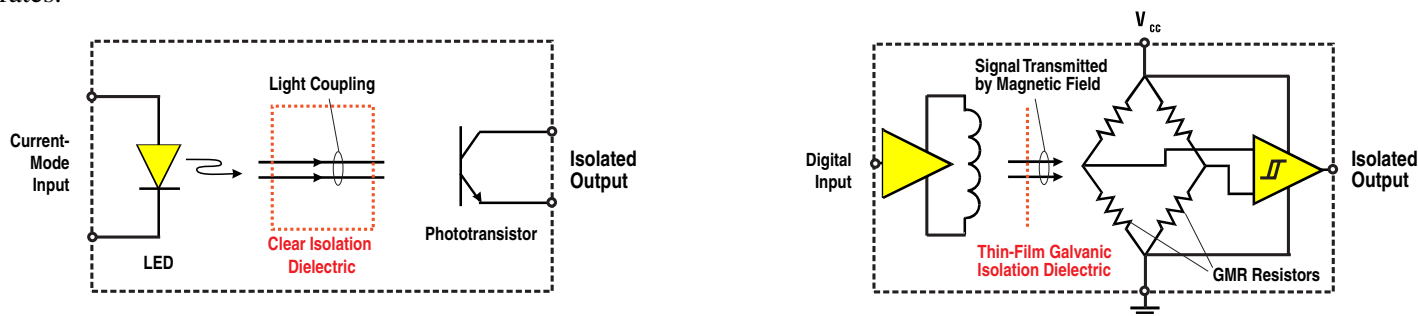 rates.
Current-
Mode
Input
Light Coupling
LED
Clear Isolation
Dielectric
Phototransistor
Isolated
Output
V cc
Signal Transmitted
by Magnetic Field
Digital
Input
Thin-Film Galvanic
Isolation Dielectric
GMR Resistors
Isolated
Output